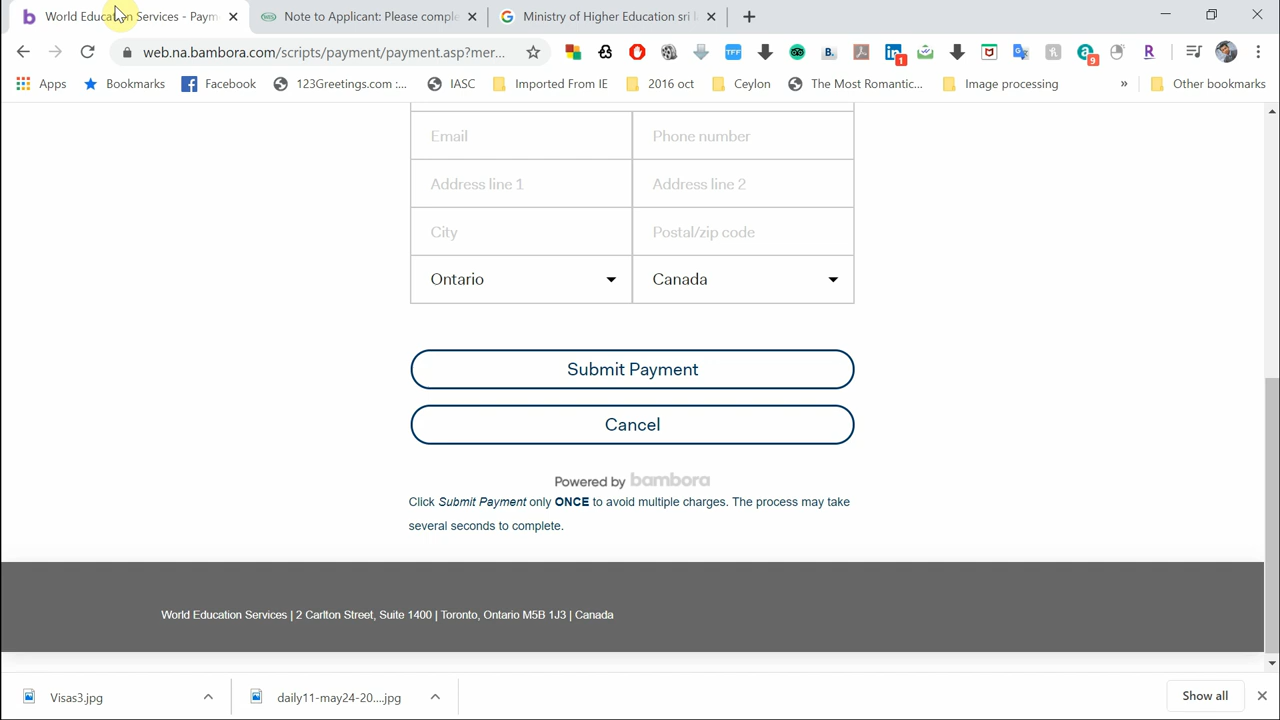 World Education Services - Paym
Note to Applicant: Please comple
Ministry of Higher Education sri l
web.na.bambora.com/scripts/payment/payment.asp?mer...
TFF
B.
1
9
R
Apps
Bookmarks
Facebook
123Greetings.com :...
IASC
Imported From IE
2016 oct
Ceylon
The Most Romantic...
Image processing
»
Other bookmarks
Email
Phone number
Address line 1
Address line 2
City
Postal/zip code
Ontario
Canada
Submit Payment
Cancel
Powered by bambora
Click Submit Payment only ONCE to avoid multiple charges. The process may take
several seconds to complete.
World Education Services | 2 Carlton Street, Suite 1400 | Toronto, Ontario M5B 1J3 | Canada
Visas3.jpg
daily11-may24-20....jpg
Show all